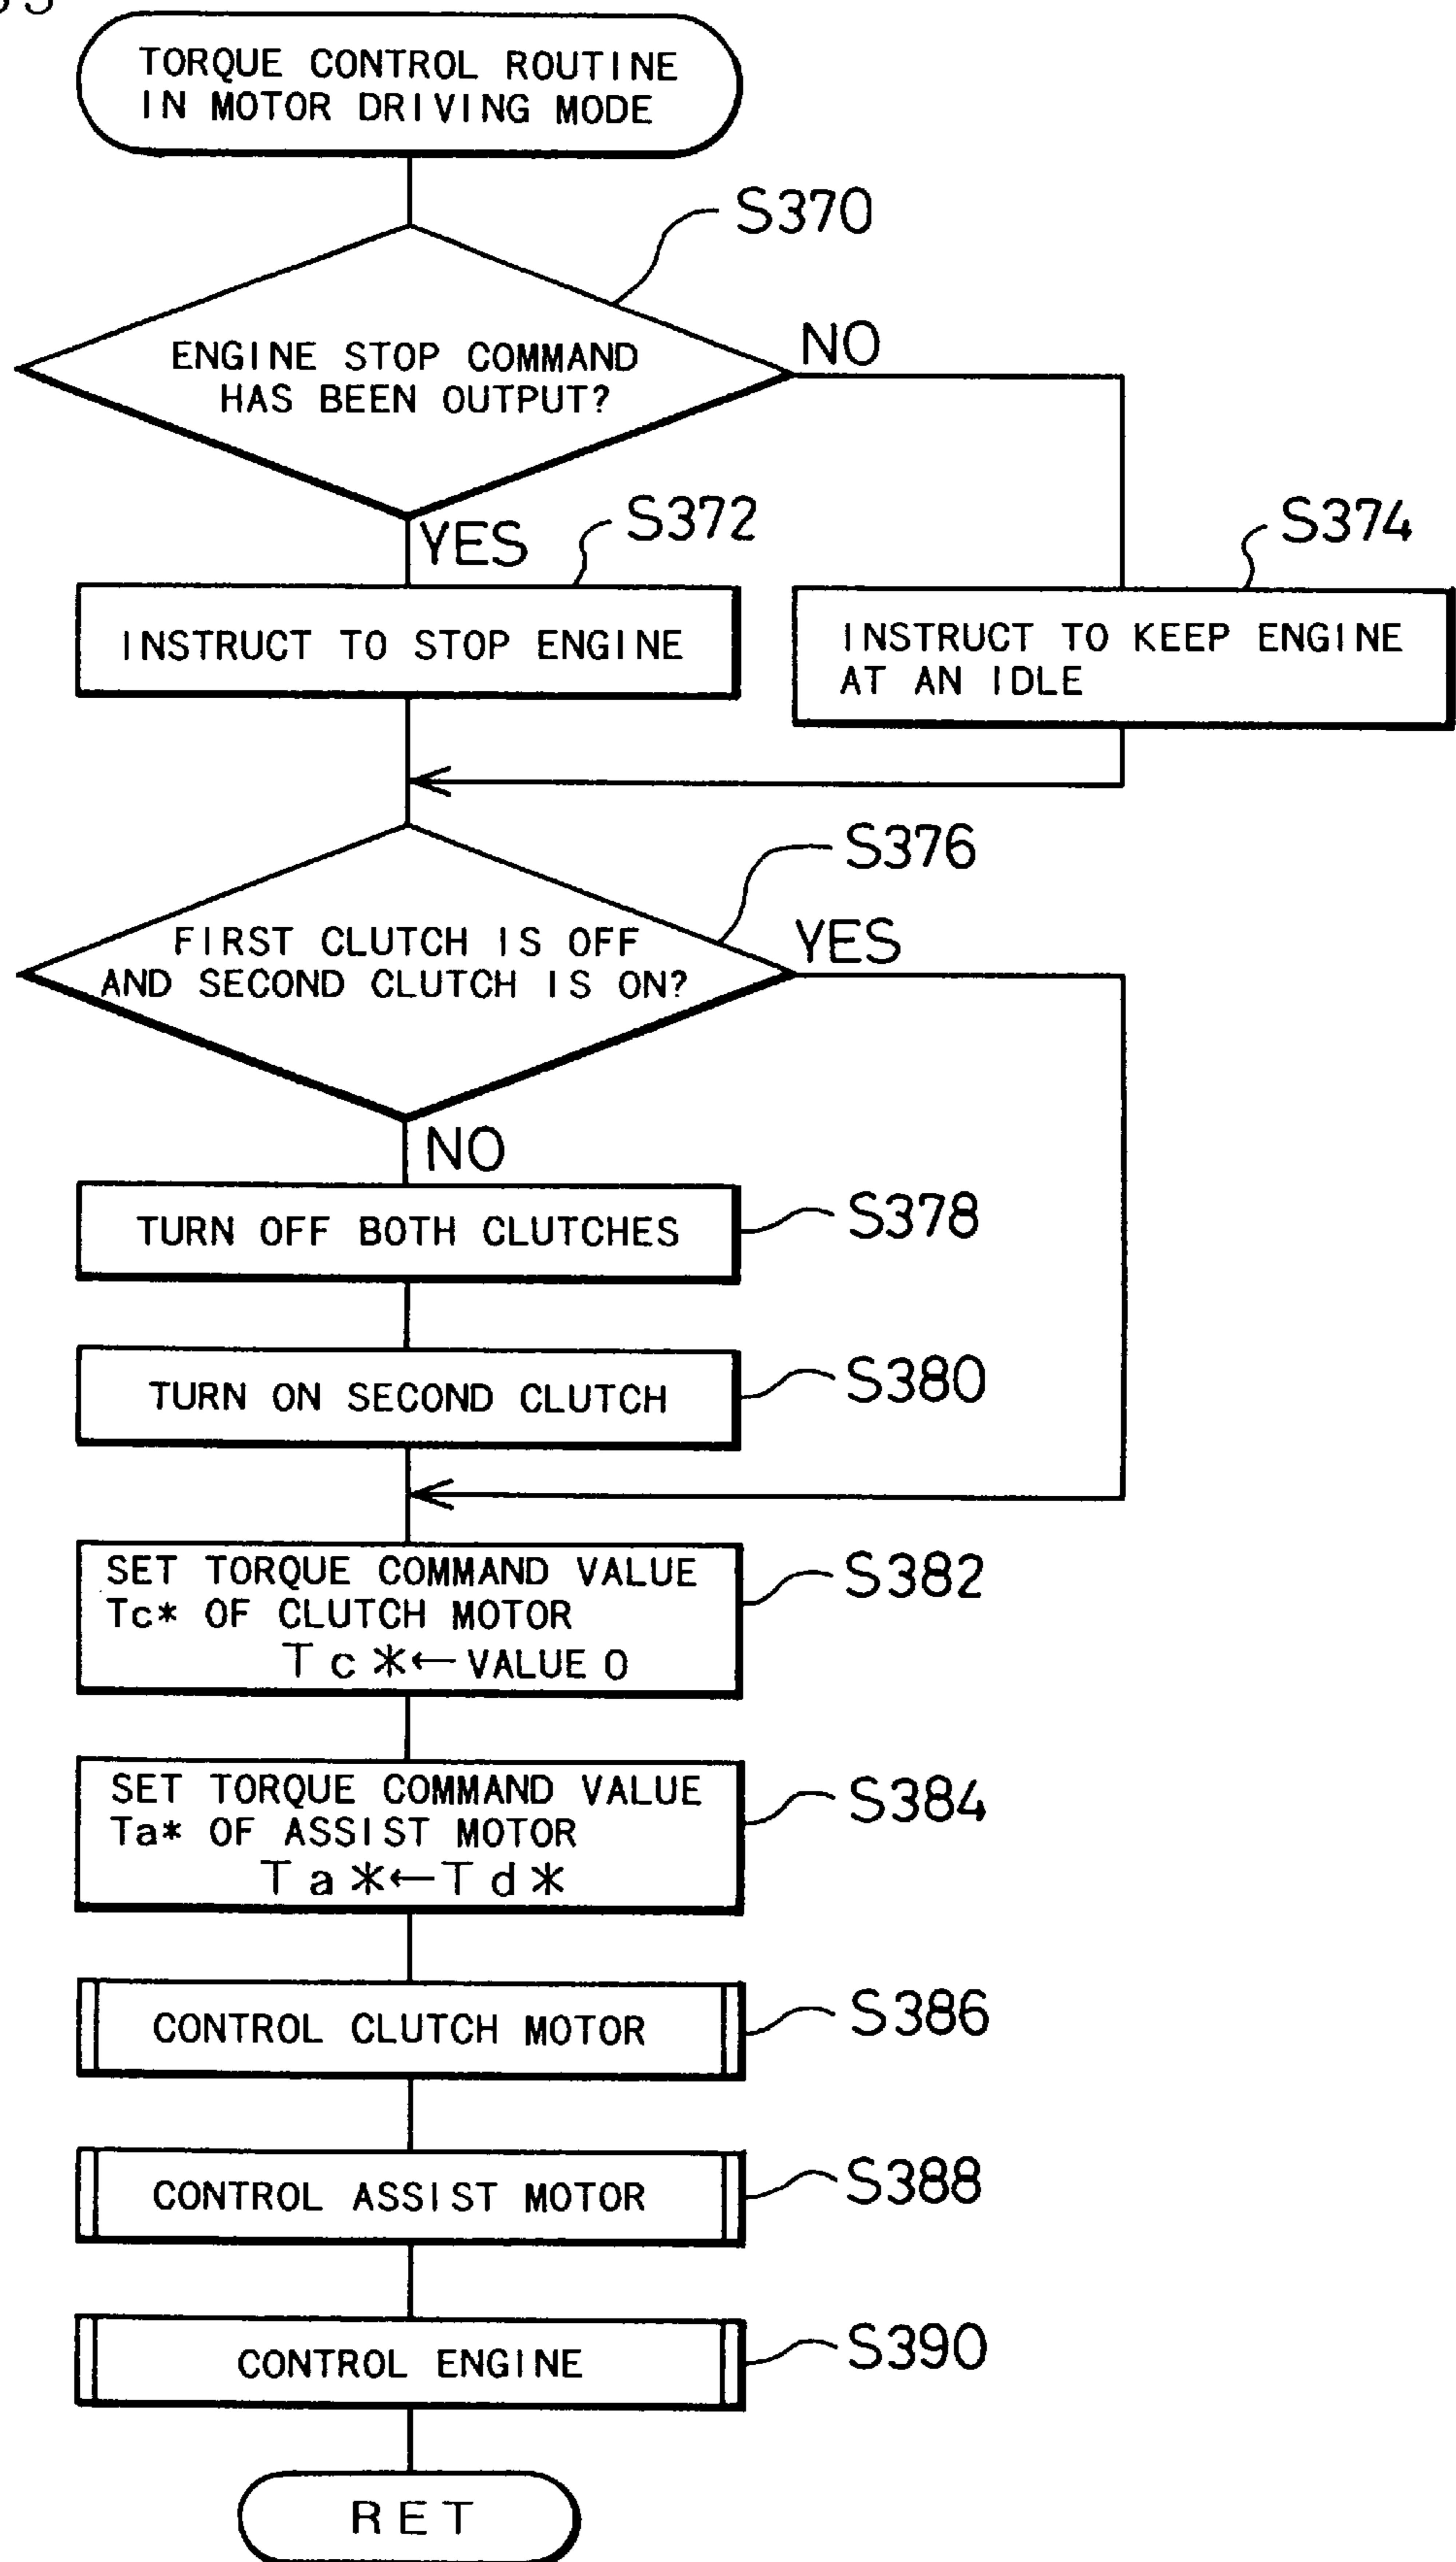 TORQUE CONTROL ROUTINE
IN MOTOR DRIVING MODE
S370
ENGINE STOP COMMAND
HAS BEEN OUTPUT?
NO
YES
S372
S374
INSTRUCT TO STOP ENGINE
INSTRUCT TO KEEP ENGINE
AT AN IDLE
S376
FIRST CLUTCH IS OFF
AND SECOND CLUTCH IS ON?
YES
NO
TURN OFF BOTH CLUTCHES
S378
TURN ON SECOND CLUTCH
S380
SET TORQUE COMMAND VALUE
Tc* OF CLUTCH MOTOR
Tc*←VALUE 0
S382
SET TORQUE COMMAND VALUE
Ta* OF ASSIST MOTOR
Ta*←Td*
S384
CONTROL CLUTCH MOTOR
S386
CONTROL ASSIST MOTOR
S388
CONTROL ENGINE
S390
RET